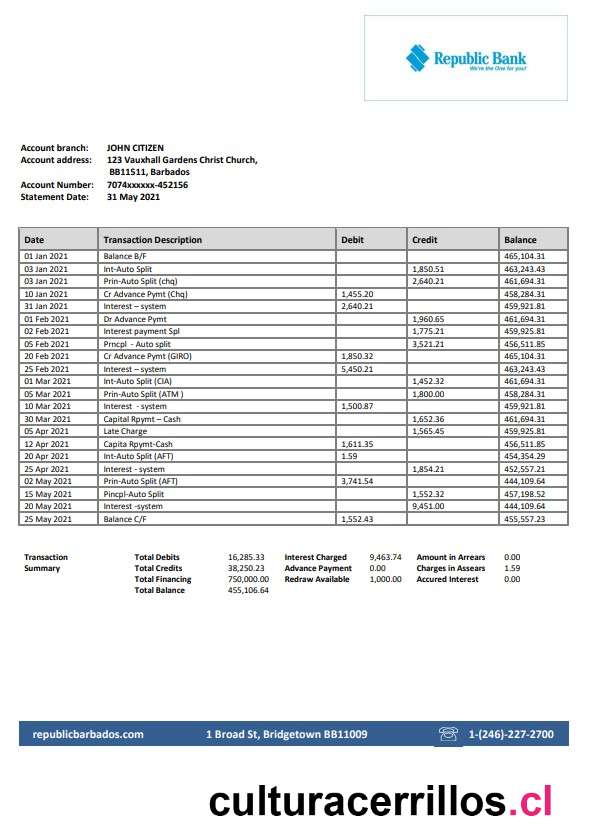 Republic Bank
We're the One for you!
Account branch: JOHN CITIZEN
Account address: 123 Vauxhall Gardens Christ Church,
BB11511, Barbados
Account Number: 7074xxxxxx-452156
Statement Date: 31 May 2021
Date Transaction Description Debit Credit Balance
01 Jan 2021 Balance B/F 465,104.31
03 Jan 2021 Int-Auto Split 1,850.51 463,243.43
03 Jan 2021 Prin-Auto Split (chq) 2,640.21 461,694.31
10 Jan 2021 Cr Advance Pymt (Chq) 1,455.20 458,284.31
31 Jan 2021 Interest – system 2,640.21 459,921.81
01 Feb 2021 Dr Advance Pymt 1,960.65 461,694.31
02 Feb 2021 Interest payment Spl 1,775.21 459,925.81
05 Feb 2021 Prncpl - Auto split 3,521.21 456,511.85
20 Feb 2021 Cr Advance Pymt (GIRO) 1,850.32 465,104.31
25 Feb 2021 Interest – system 5,450.21 463,243.43
01 Mar 2021 Int-Auto Split (CIA) 1,452.32 461,694.31
05 Mar 2021 Prin-Auto Split (ATM ) 1,800.00 458,284.31
10 Mar 2021 Interest - system 1,500.87 459,921.81
30 Mar 2021 Capital Rpymt – Cash 1,652.36 461,694.31
05 Apr 2021 Late Charge 1,565.45 459,925.81
12 Apr 2021 Capita Rpymt-Cash 1,611.35 456,511.85
20 Apr 2021 Int-Auto Split (AFT) 1.59 454,354.29
25 Apr 2021 Interest - system 1,854.21 452,557.21
02 May 2021 Prin-Auto Split (AFT) 3,741.54 444,109.64
15 May 2021 Pincpl-Auto Split 1,552.32 457,198.52
20 May 2021 Interest -system 9,451.00 444,109.64
25 May 2021 Balance C/F 1,552.43 455,557.23
Transaction Total Debits 16,285.33 Interest Charged 9,463.74 Amount in Arrears 0.00
Summary Total Credits 38,250.23 Advance Payment 0.00 Charges in Assears 1.59
Total Financing 750,000.00 Redraw Available 1,000.00 Accured Interest 0.00
Total Balance 455,106.64
republicbarbados.com 1 Broad St, Bridgetown BB11009 1-(246)-227-2700
culturacerrillos.cl